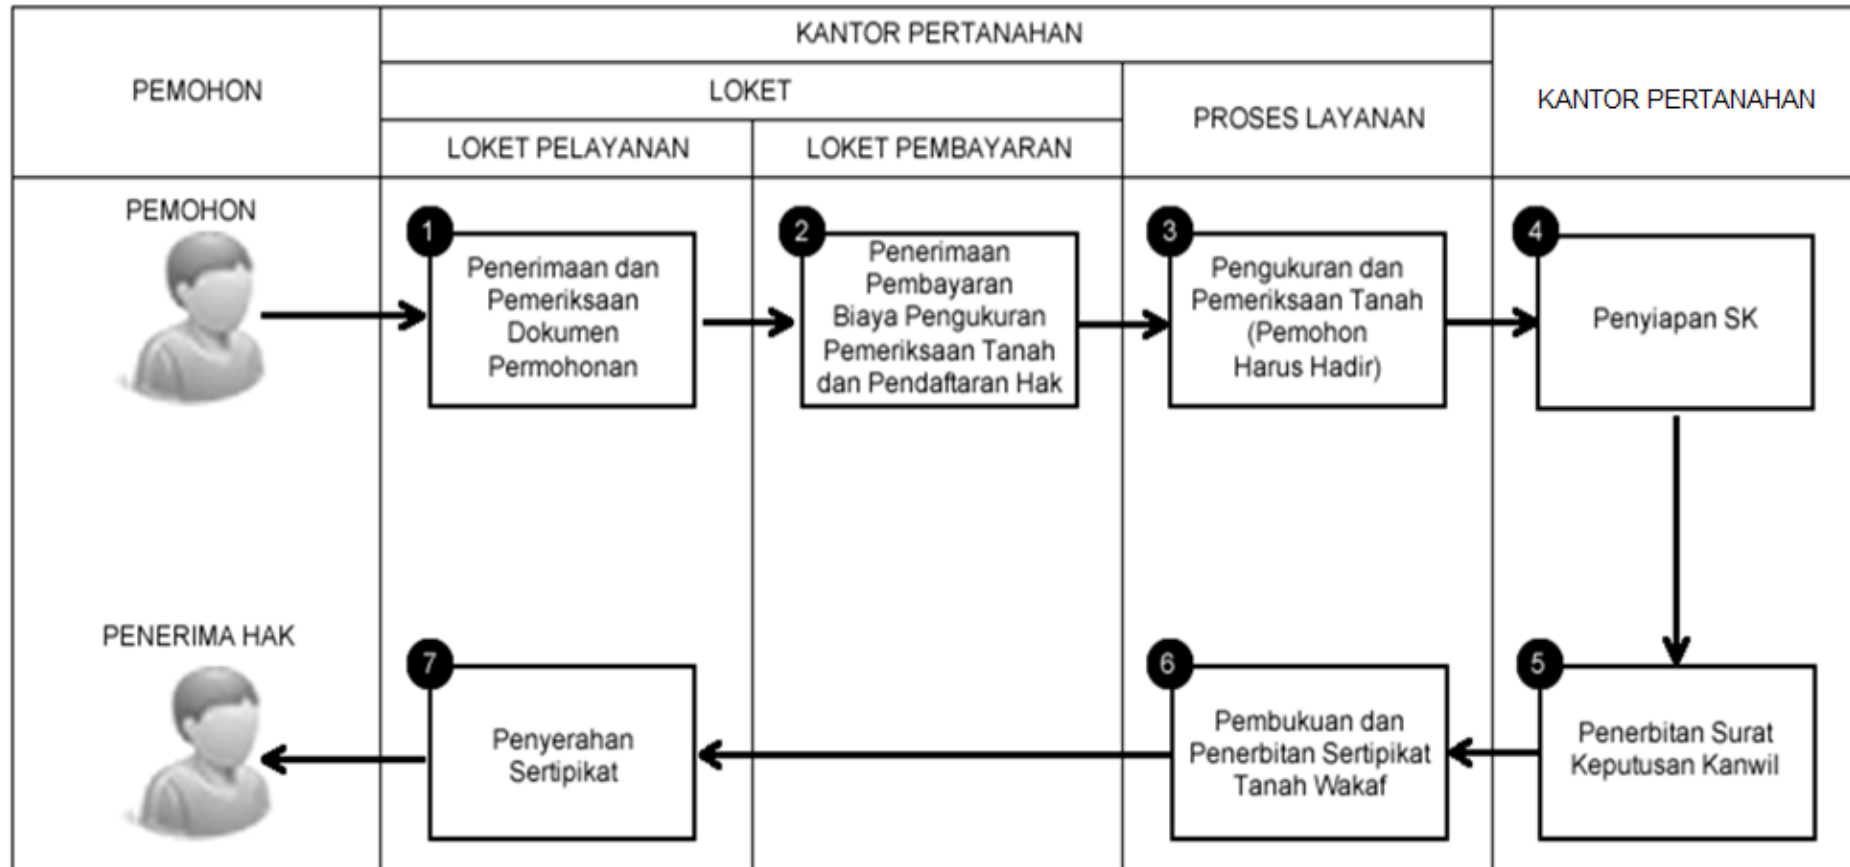 KANTOR PERTANAHAN
PEMOHON
LOKET
KANTOR PERTANAHAN
PROSES LAYANAN
LOKET PELAYANAN
LOKET PEMBAYARAN
PEMOHON
1
Penerimaan dan
Pemeriksaan
Dokumen
Permohonan
2
Penerimaan
Pembayaran
Biaya Pengukuran
Pemeriksaan Tanah
dan Pendaftaran Hak
3
Pengukuran dan
Pemeriksaan Tanah
(Pemohon
Harus Hadir)
4
Penyiapan SK
5
Penerbitan Surat
Keputusan Kanwil
6
Pembukuan dan
Penerbitan Sertipikat
Tanah Wakaf
7
Penyerahan
Sertipikat
PENERIMA HAK